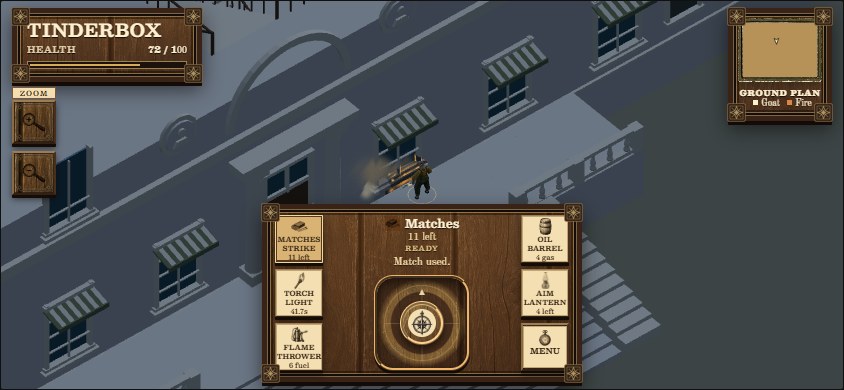 TINDERBOX
HEALTH 72 / 100
ZOOM
GROUND PLAN
Goat Fire
Matches
11 left
READY
Match used.
MATCHES
STRIKE
11 left
TORCH
LIGHT
41.7s
FLAME
THROWER
6 fuel
OIL
BARREL
4 gas
AIM
LANTERN
4 left
MENU